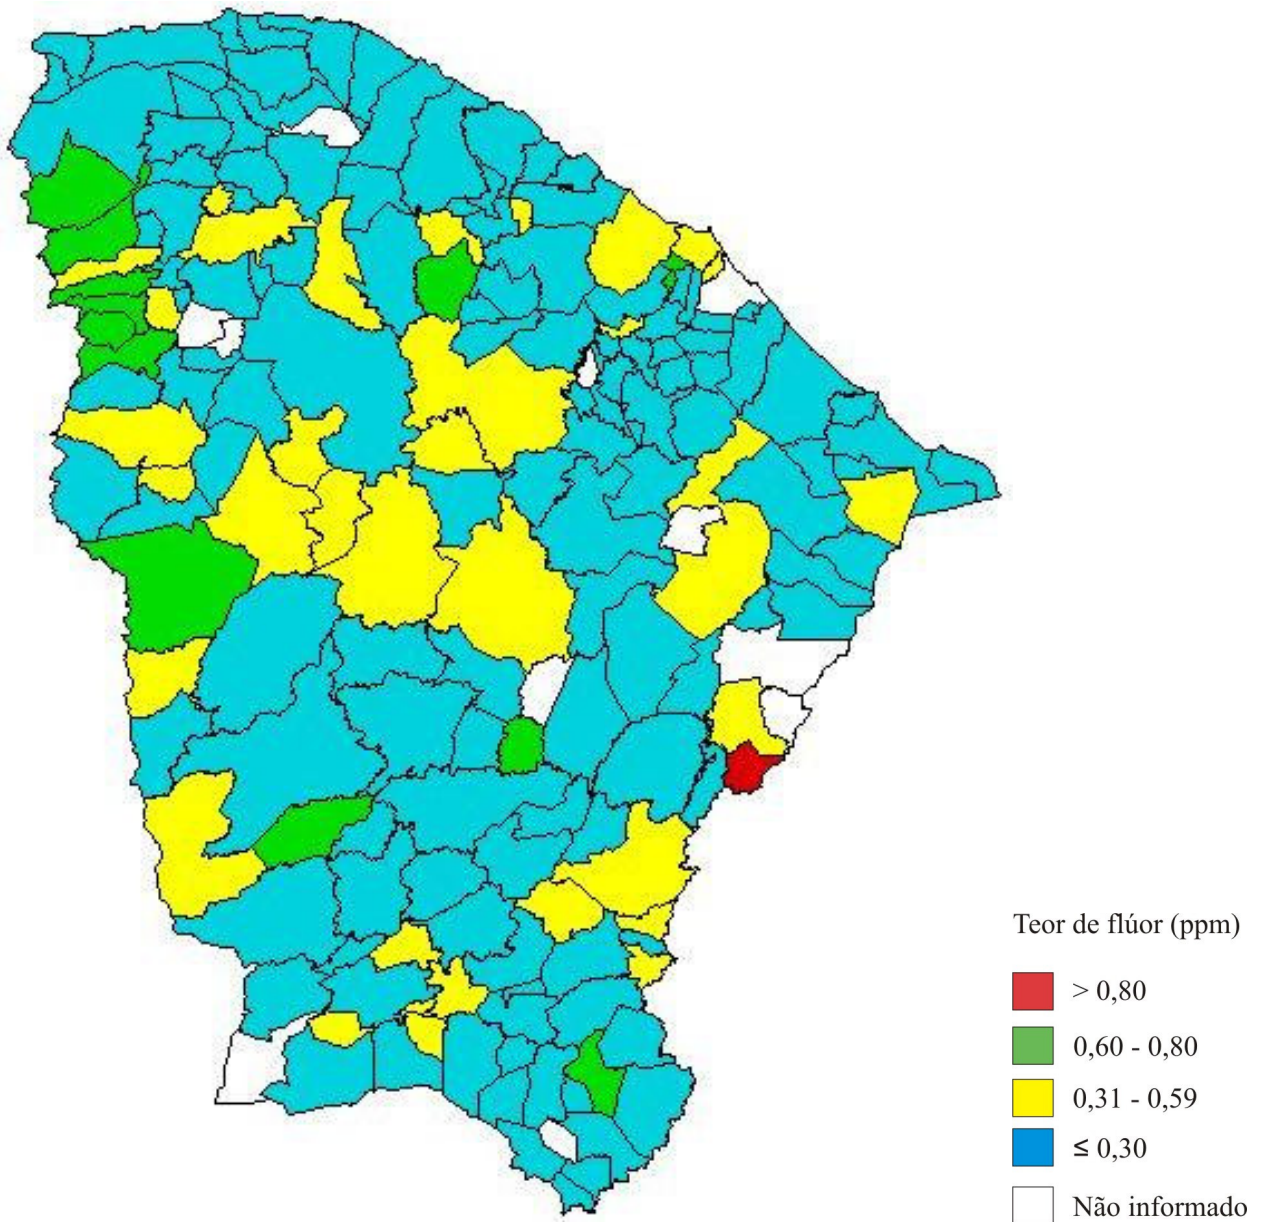 Teor de flúor (ppm)
> 0,80
0,60 - 0,80
0,31 - 0,59
≤ 0,30
Não informado